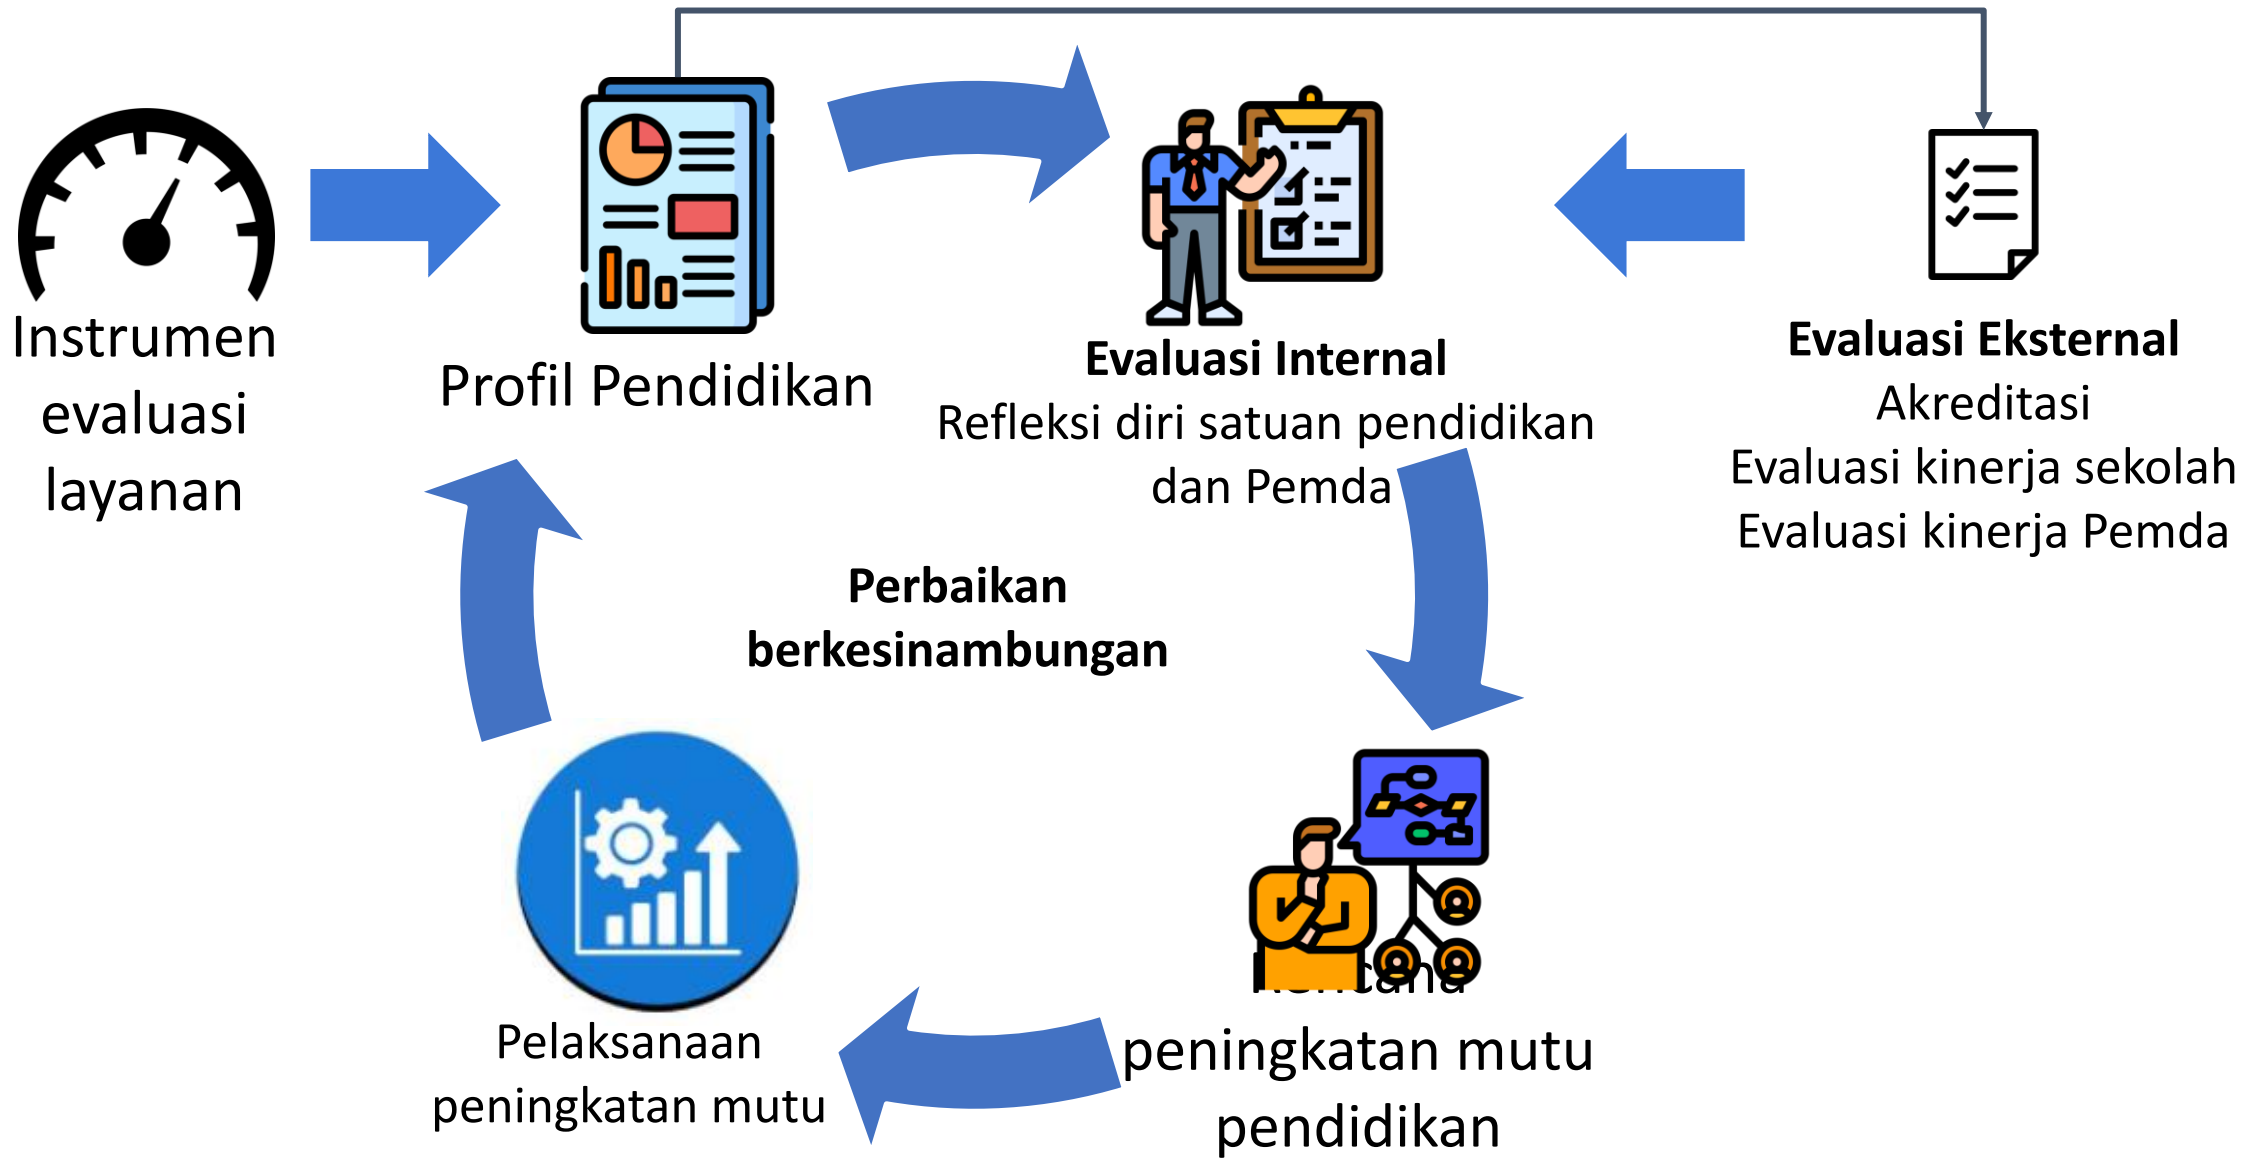 Instrumen
evaluasi
layanan
Profil Pendidikan
Evaluasi Internal
Refleksi diri satuan pendidikan
dan Pemda
Evaluasi Eksternal
Akreditasi
Evaluasi kinerja sekolah
Evaluasi kinerja Pemda
Perbaikan
berkesinambungan
Rencana
peningkatan mutu
pendidikan
Pelaksanaan
peningkatan mutu